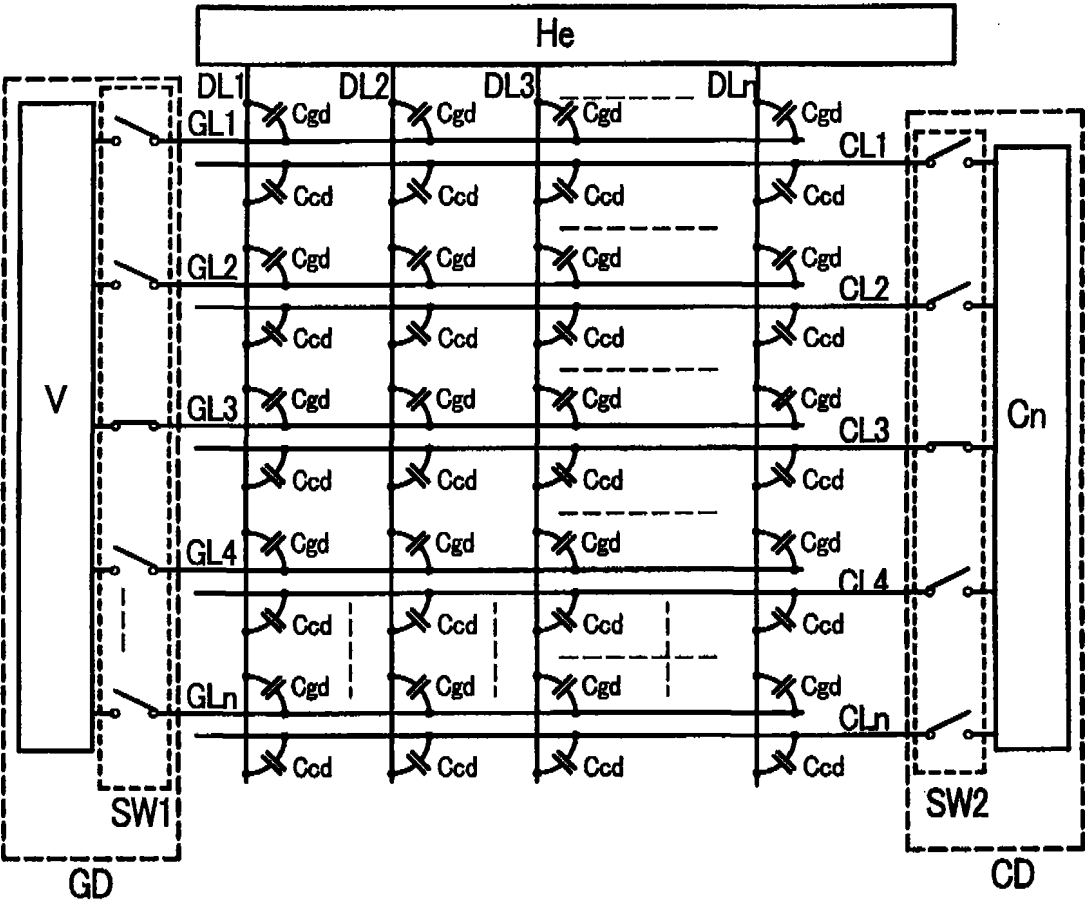 He
DL1 DL2 DL3 DLn
Cgd Cgd Cgd Cgd
GL1
CL1
Ccd Ccd Ccd Ccd
Cgd Cgd Cgd Cgd
GL2
CL2
Ccd Ccd Ccd Ccd
V
Cgd Cgd Cgd Cgd
GL3
CL3
Cn
Ccd Ccd Ccd Ccd
Cgd Cgd Cgd Cgd
GL4
CL4
Ccd Ccd Ccd Ccd
Cgd Cgd Cgd Cgd
GLn
CLn
Ccd Ccd Ccd Ccd
SW1 SW2
GD CD